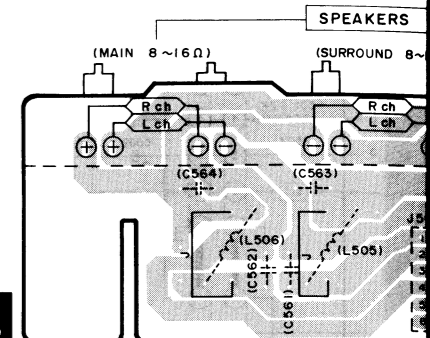 SPEAKERS
(MAIN 8~16Ω)
(SURROUND 8~
R ch
R ch
L ch
L ch
(C564)
(C563)
(L506)
(L505)
(C562)
(C561)